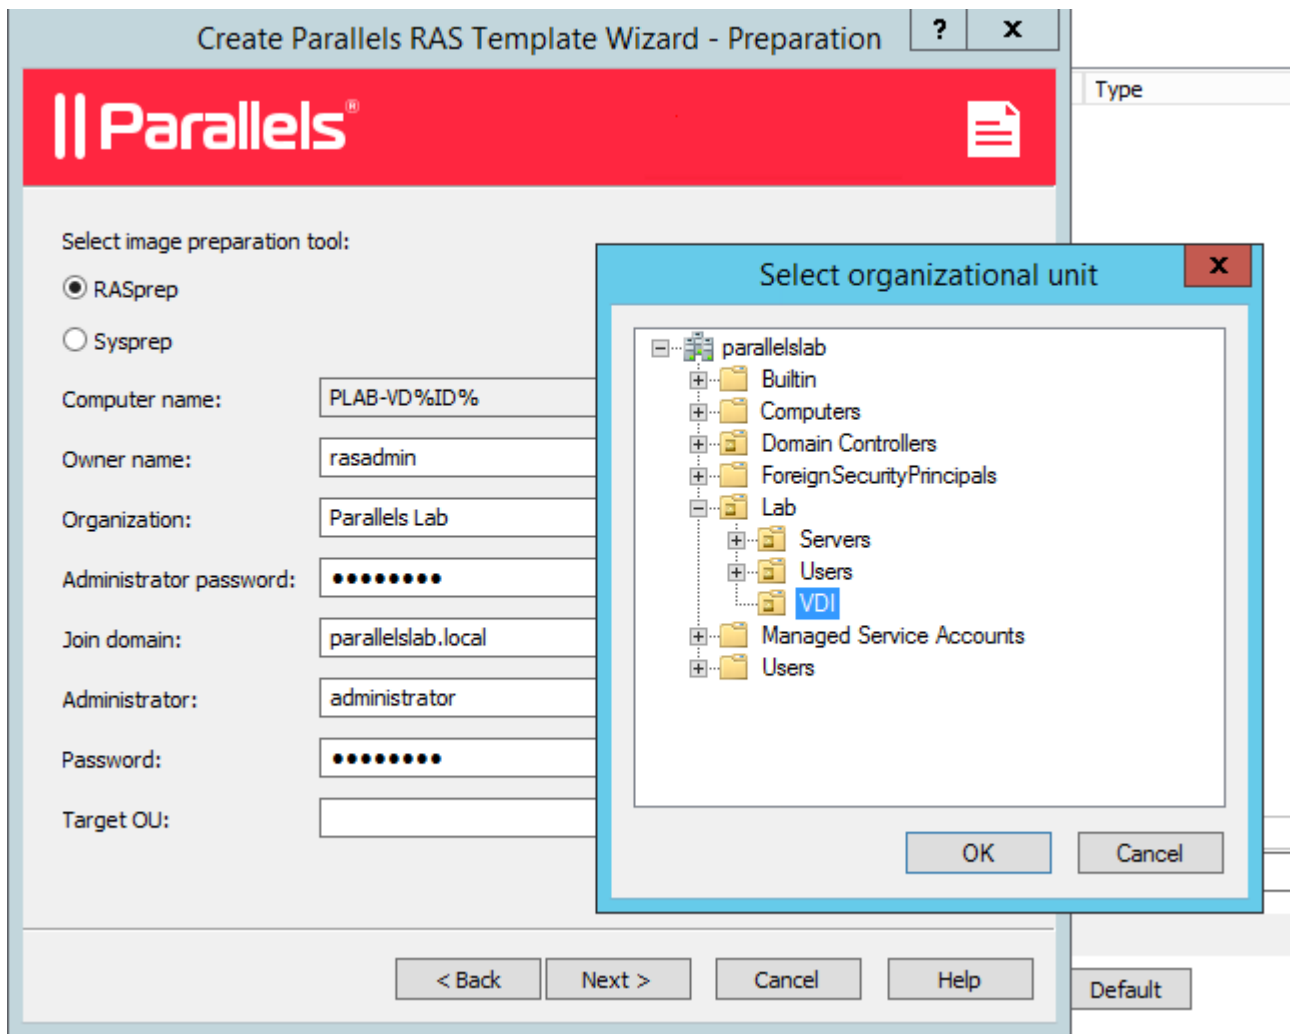 Create Parallels RAS Template Wizard - Preparation
? x
Type
|| Parallels®
Select image preparation tool:
RASprep
Sysprep
Computer name: PLAB-VD%ID%
Owner name: rasadmin
Organization: Parallels Lab
Administrator password: ●●●●●●●●
Join domain: parallelslab.local
Administrator: administrator
Password: ●●●●●●●●
Target OU:
< Back Next > Cancel Help
Default
Select organizational unit
x
parallelslab
Builtin
Computers
Domain Controllers
ForeignSecurityPrincipals
Lab
Servers
Users
VDI
Managed Service Accounts
Users
OK Cancel